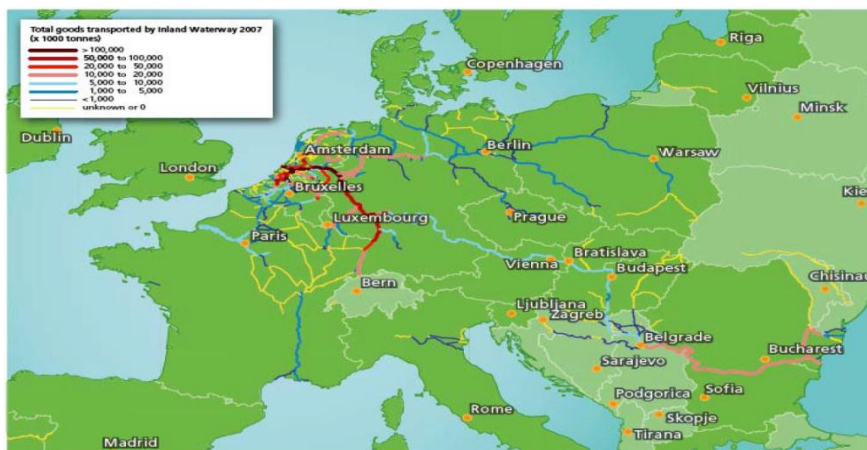 Total goods transported by Inland Waterway 2007
(x 1000 tonnes)
> 100,000
50,000 to 100,000
20,000 to 50,000
10,000 to 20,000
5,000 to 10,000
1,000 to 5,000
< 1,000
unknown or 0
Riga
Copenhagen
Vilnius
Minsk
Dublin
Amsterdam
Berlin
Warsaw
London
Bruxelles
Kie
Luxembourg
Prague
Paris
Bratislava
Vienna
Budapest
Chisinau
Bern
Ljubljana
Zagreb
Belgrade
Bucharest
Sarajevo
Podgorica
Sofia
Rome
Skopje
Tirana
Madrid